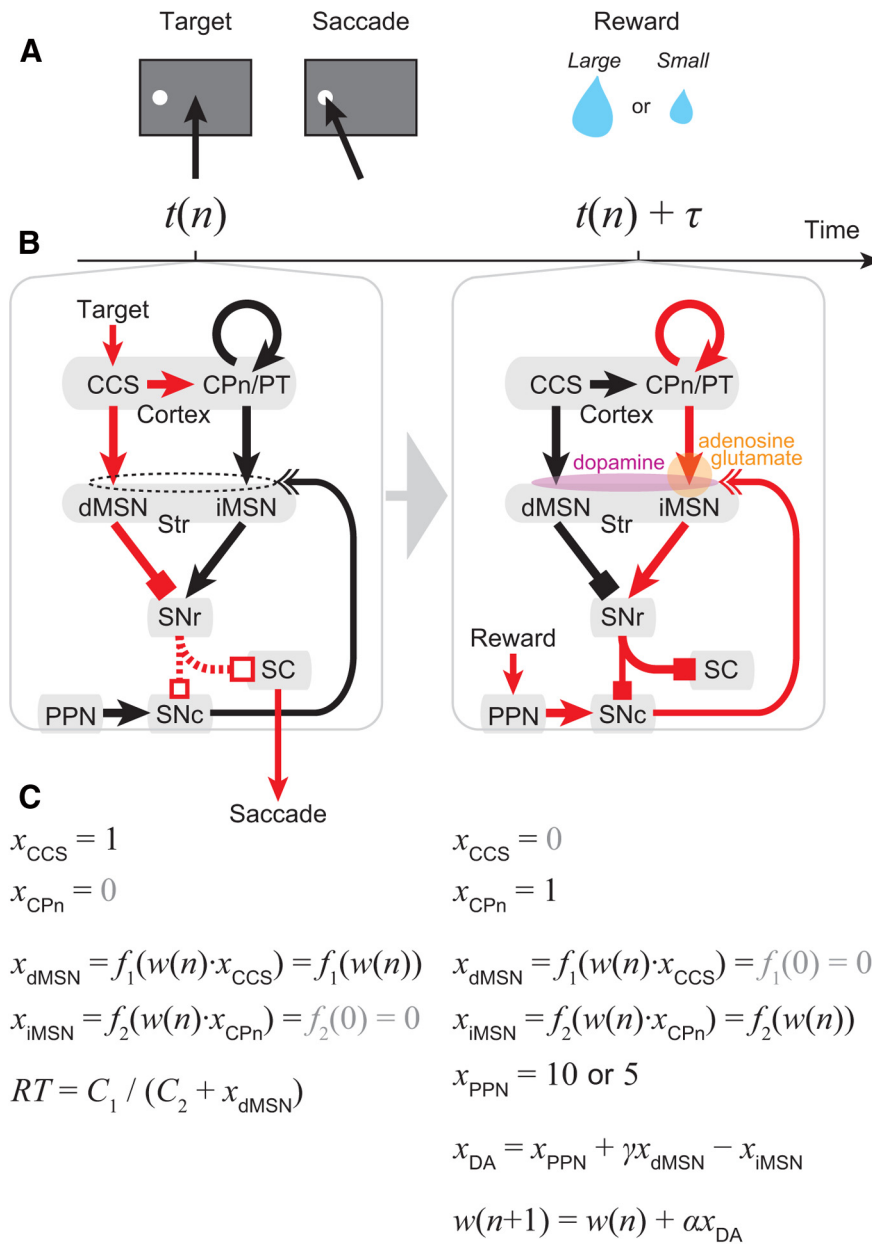 A
Target Saccade Reward
Large Small
or
t(n) t(n) + τ
B
Time
Target
CCS CPn/PT
Cortex
dMSN iMSN
Str
SNr
SC
PPN SNc
Saccade
CCS CPn/PT
Cortex
adenosine
dopamine glutamate
dMSN iMSN
Str
SNr
Reward
SC
PPN SNc
C
x_CCS = 1
x_CPn = 0
x_dMSN = f_1(w(n)·x_CCS) = f_1(w(n))
x_iMSN = f_2(w(n)·x_CPn) = f_2(0) = 0
RT = C_1 / (C_2 + x_dMSN)
x_CCS = 0
x_CPn = 1
x_dMSN = f_1(w(n)·x_CCS) = f_1(0) = 0
x_iMSN = f_2(w(n)·x_CPn) = f_2(w(n))
x_PPN = 10 or 5
x_DA = x_PPN + γx_dMSN − x_iMSN
w(n+1) = w(n) + αx_DA